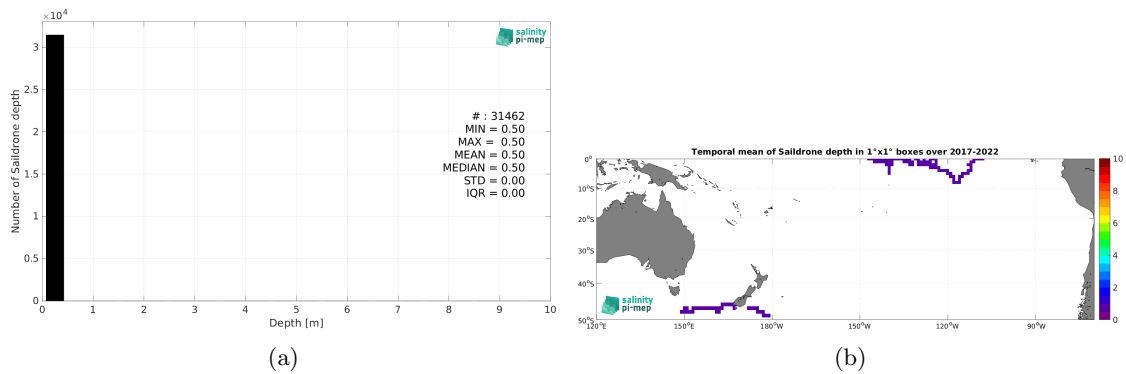 ×10⁴
3
2.5
2
1.5
1
0.5
0
Number of Saildrone depth
salinity
pi-mep
# : 31462
MIN = 0.50
MAX = 0.50
MEAN = 0.50
MEDIAN = 0.50
STD = 0.00
IQR = 0.00
0 1 2 3 4 5 6 7 8 9 10
Depth [m]
(a)
Temporal mean of Saildrone depth in 1°x1° boxes over 2017-2022
0°
10°S
20°S
30°S
40°S
50°S
salinity
pi-mep
120°E 150°E 180°W 150°W 120°W 90°W
10
8
6
4
2
0
(b)